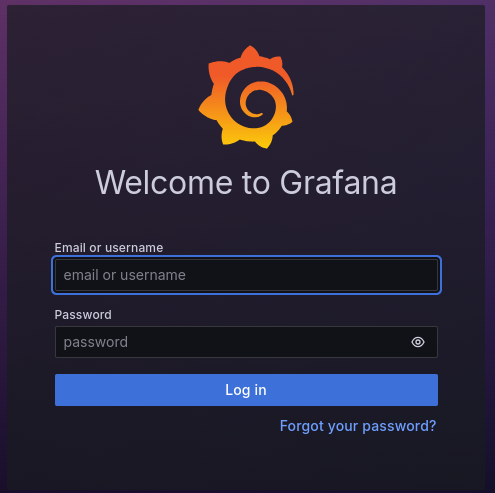 Welcome to Grafana
Email or username
email or username
Password
password
Log in
Forgot your password?